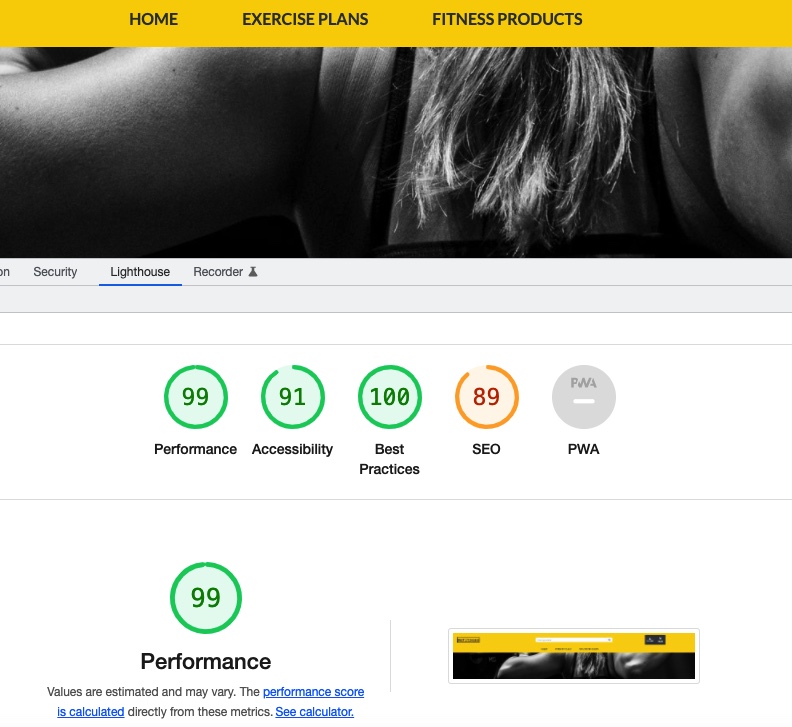 HOME EXERCISE PLANS FITNESS PRODUCTS
on Security Lighthouse Recorder
99 91 100 89 PWA
Performance Accessibility Best Practices SEO PWA
99
Performance
Values are estimated and may vary. The performance score
is calculated directly from these metrics. See calculator.